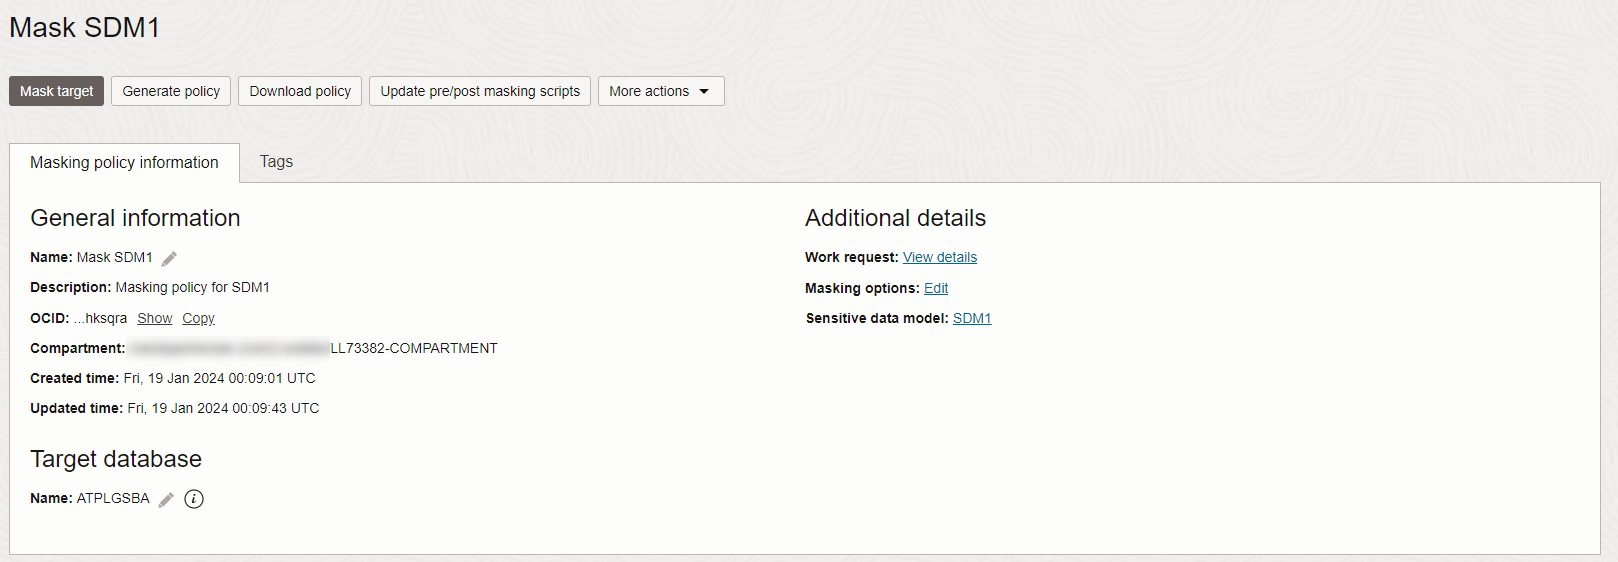 Mask SDM1
Mask target
Generate policy
Download policy
Update pre/post masking scripts
More actions
Masking policy information
Tags
General information
Name: Mask SDM1
Description: Masking policy for SDM1
OCID: ...hksqra Show Copy
Compartment: LL73382-COMPARTMENT
Created time: Fri, 19 Jan 2024 00:09:01 UTC
Updated time: Fri, 19 Jan 2024 00:09:43 UTC
Target database
Name: ATPLGSBA
Additional details
Work request: View details
Masking options: Edit
Sensitive data model: SDM1